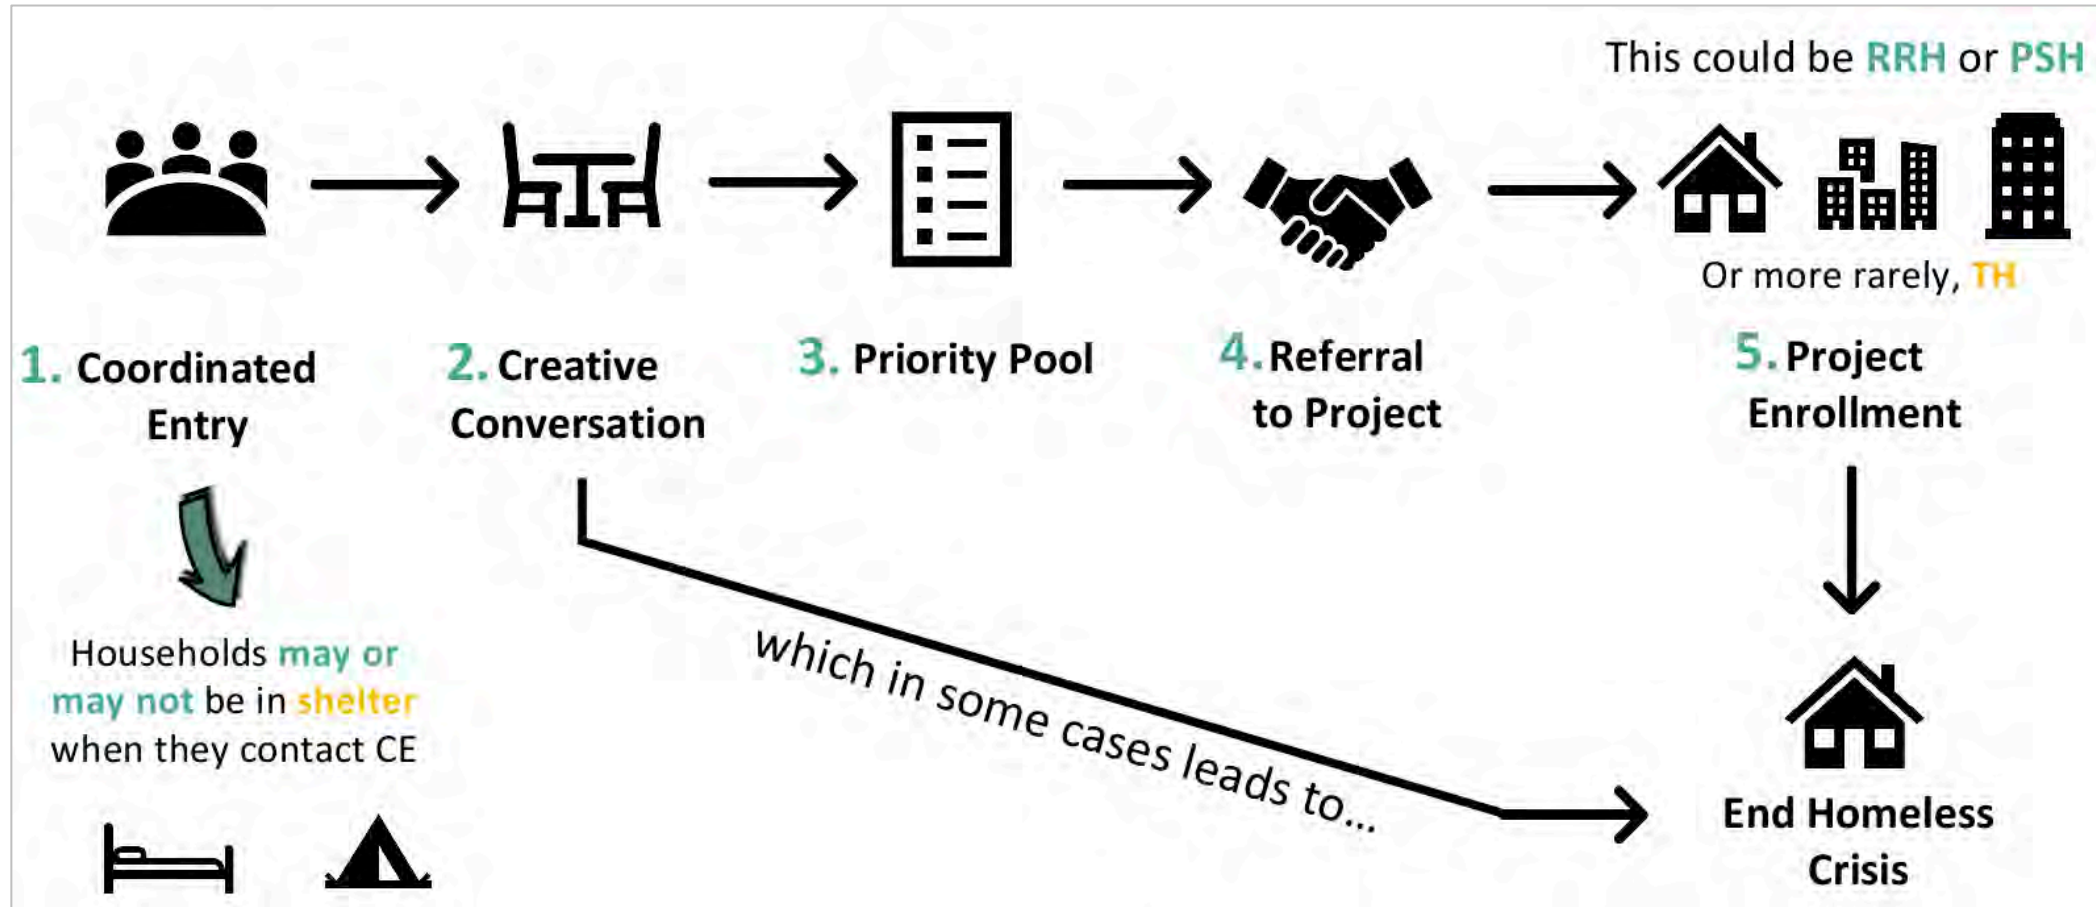 This could be RRH or PSH
Or more rarely, TH
1. Coordinated
Entry
2. Creative
Conversation
3. Priority Pool
4. Referral
to Project
5. Project
Enrollment
Households may or
may not be in shelter
when they contact CE
which in some cases leads to...
End Homeless
Crisis